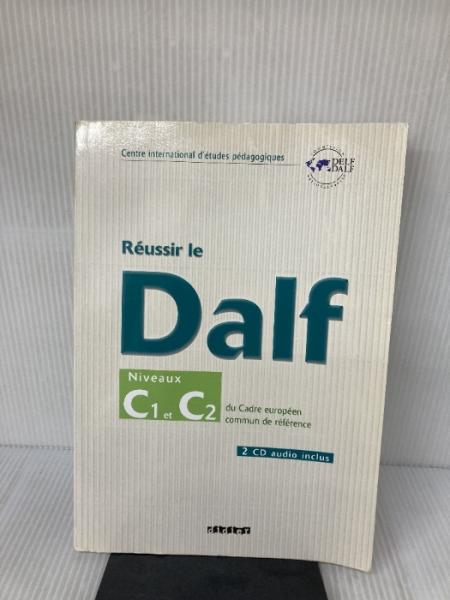 Centre international d'études pédagogiques
DELF
DALF
Réussir le
Dalf
Niveaux
C1 et C2
du Cadre européen
commun de référence
2 CD audio inclus
didier